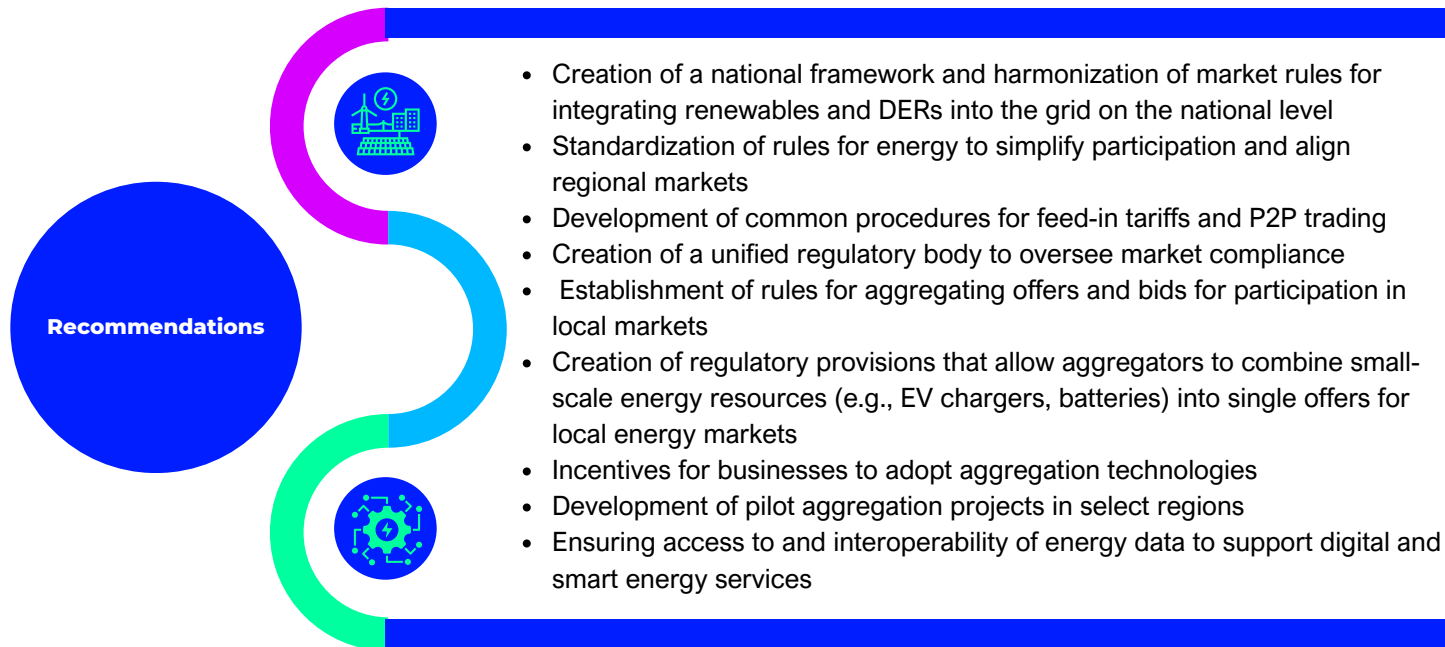 Recommendations
• Creation of a national framework and harmonization of market rules for
integrating renewables and DERs into the grid on the national level
• Standardization of rules for energy to simplify participation and align
regional markets
• Development of common procedures for feed-in tariffs and P2P trading
• Creation of a unified regulatory body to oversee market compliance
• Establishment of rules for aggregating offers and bids for participation in
local markets
• Creation of regulatory provisions that allow aggregators to combine small-
scale energy resources (e.g., EV chargers, batteries) into single offers for
local energy markets
• Incentives for businesses to adopt aggregation technologies
• Development of pilot aggregation projects in select regions
• Ensuring access to and interoperability of energy data to support digital and
smart energy services